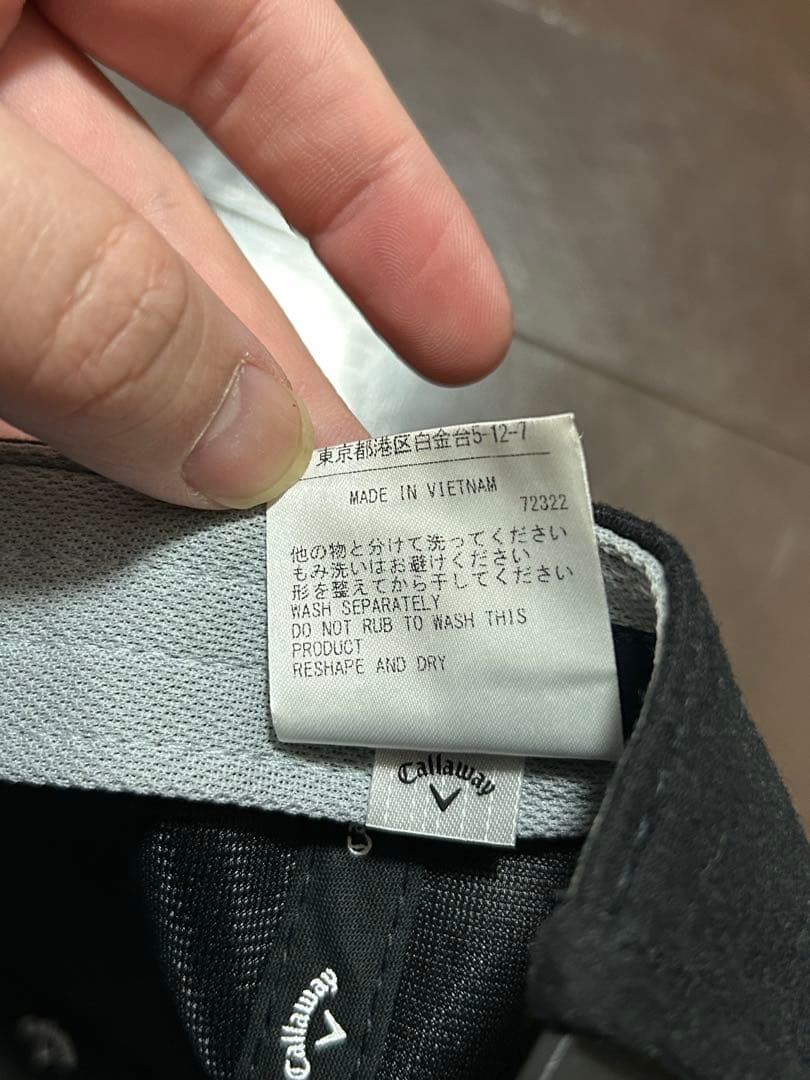 東京都港区白金台5-12-7
MADE IN VIETNAM
72322
他の物と分けて洗ってください
もみ洗いはお避けください
形を整えてから干してください
WASH SEPARATELY
DO NOT RUB TO WASH THIS
PRODUCT
RESHAPE AND DRY
Callaway
Ca
Callaway